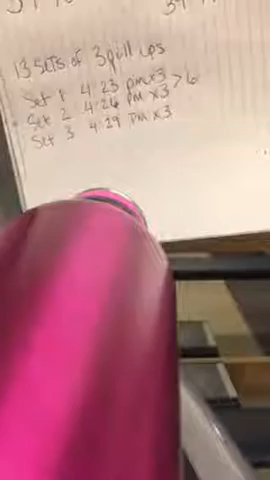 13 sets of 3 pull ups
Set 1 4:23 pm x3 > 6
Set 2 4:26 PM x3
Set 3 4:29 PM x3